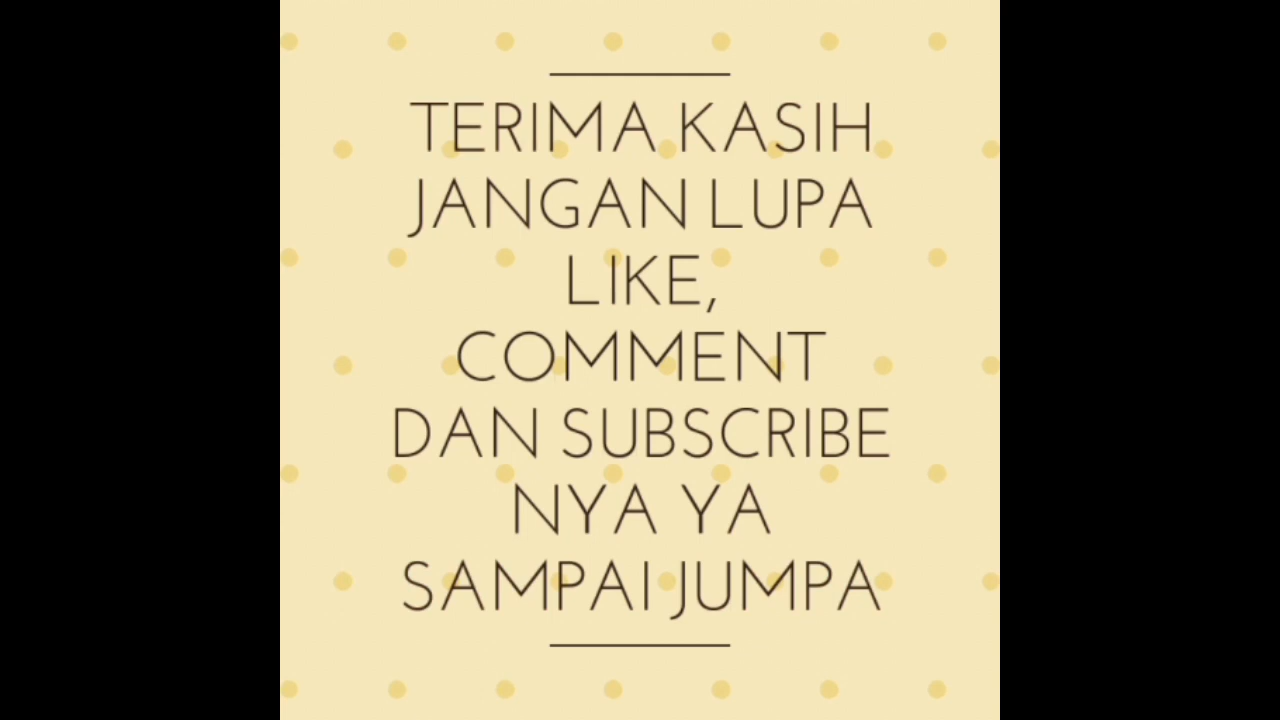 TERIMA KASIH
JANGAN LUPA
LIKE,
COMMENT
DAN SUBSCRIBE
NYA YA
SAMPAI JUMPA